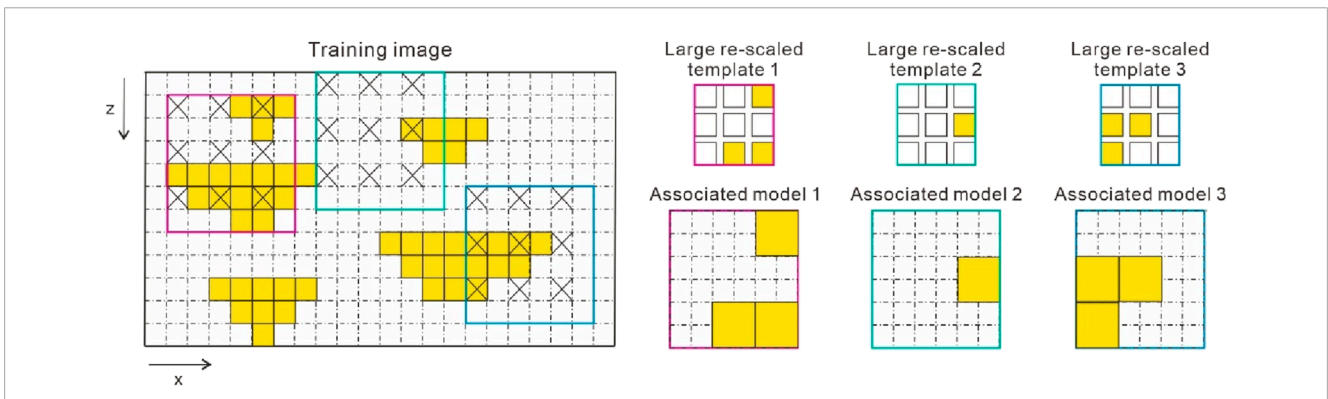 Training image
z
x
Large re-scaled
template 1
Large re-scaled
template 2
Large re-scaled
template 3
Associated model 1
Associated model 2
Associated model 3